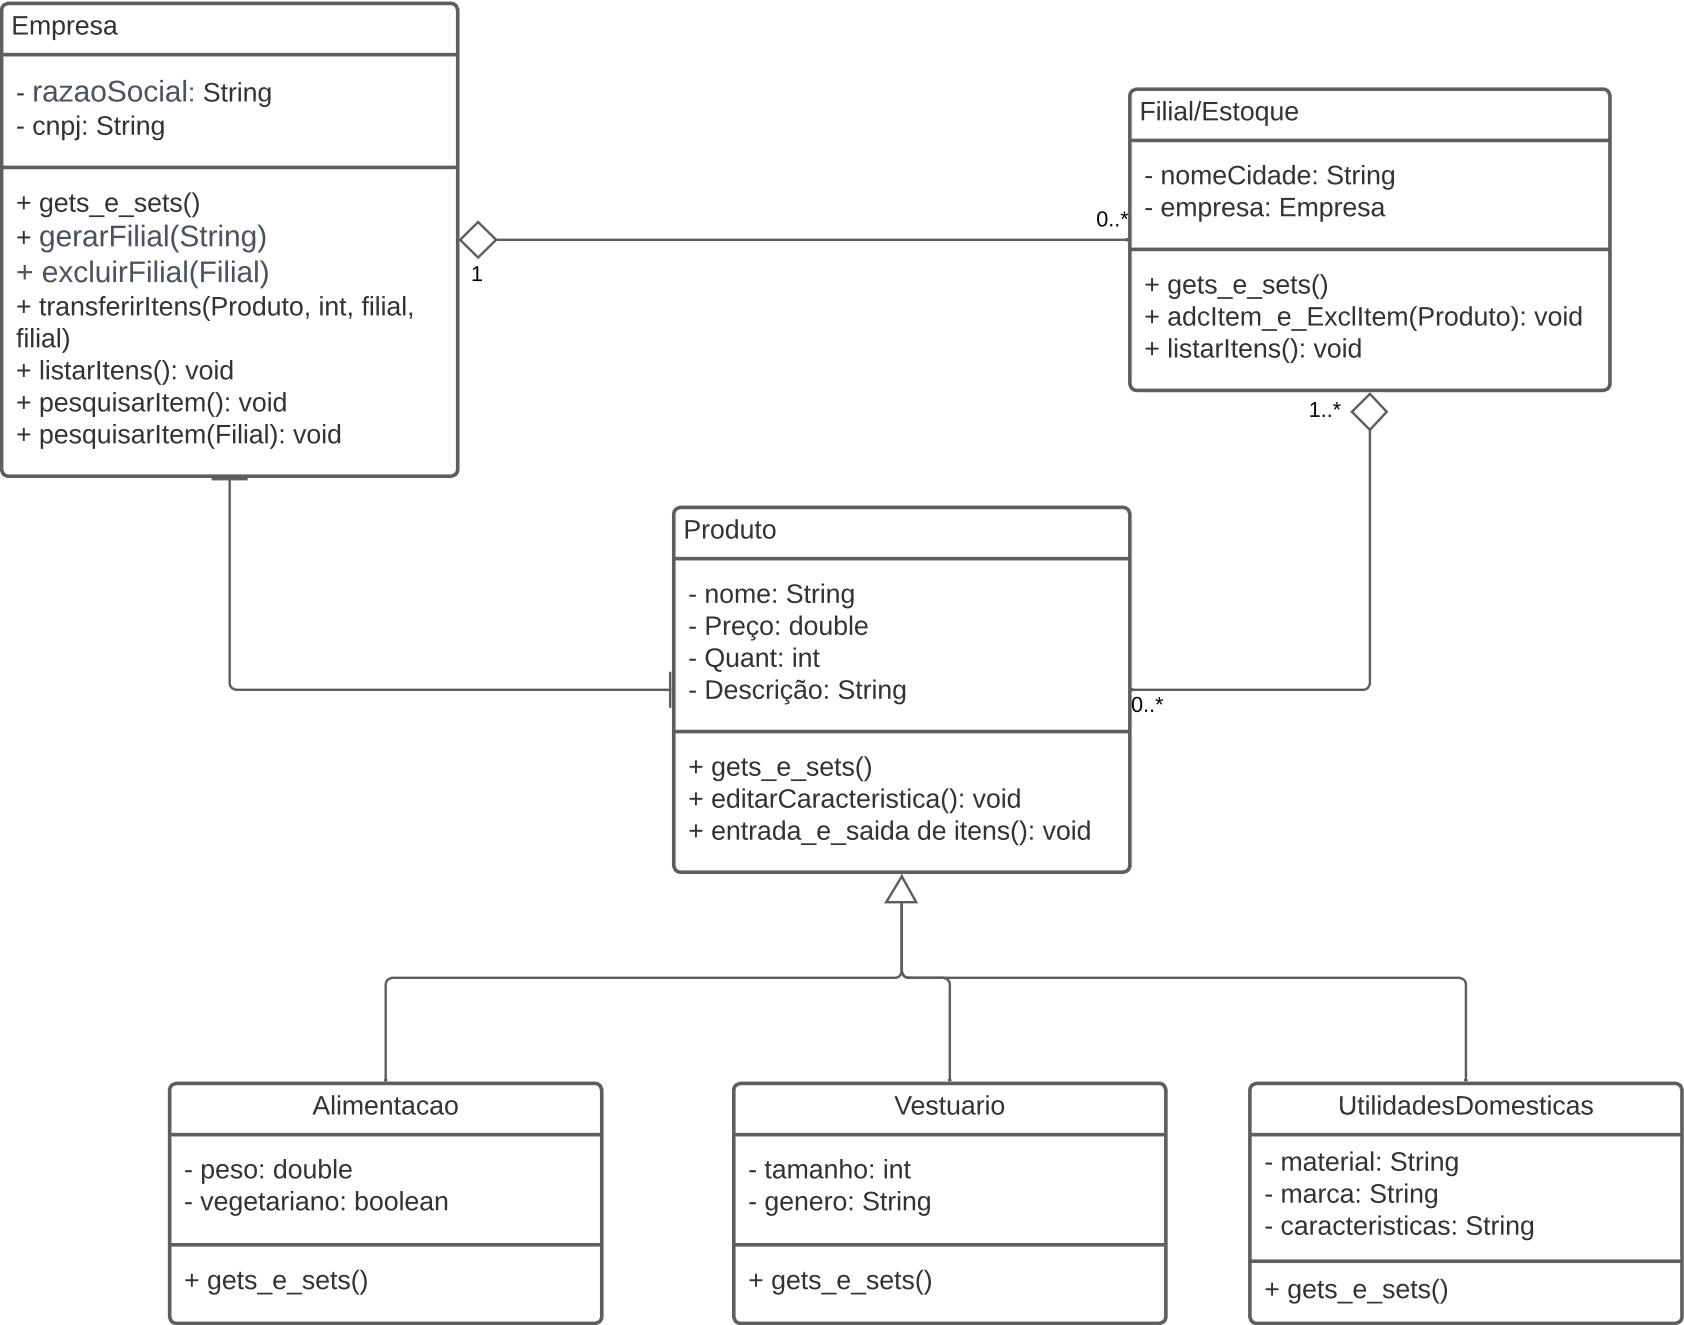 Empresa
- razaoSocial: String
- cnpj: String
+ gets_e_sets()
+ gerarFilial(String)
+ excluirFilial(Filial)
+ transferirItens(Produto, int, filial,
filial)
+ listarItens(): void
+ pesquisarItem(): void
+ pesquisarItem(Filial): void
1
0..*
Filial/Estoque
- nomeCidade: String
- empresa: Empresa
+ gets_e_sets()
+ adcItem_e_ExclItem(Produto): void
+ listarItens(): void
1..*
Produto
- nome: String
- Preço: double
- Quant: int
- Descrição: String
+ gets_e_sets()
+ editarCaracteristica(): void
+ entrada_e_saida de itens(): void
0..*
Alimentacao
- peso: double
- vegetariano: boolean
+ gets_e_sets()
Vestuario
- tamanho: int
- genero: String
+ gets_e_sets()
UtilidadesDomesticas
- material: String
- marca: String
- caracteristicas: String
+ gets_e_sets()